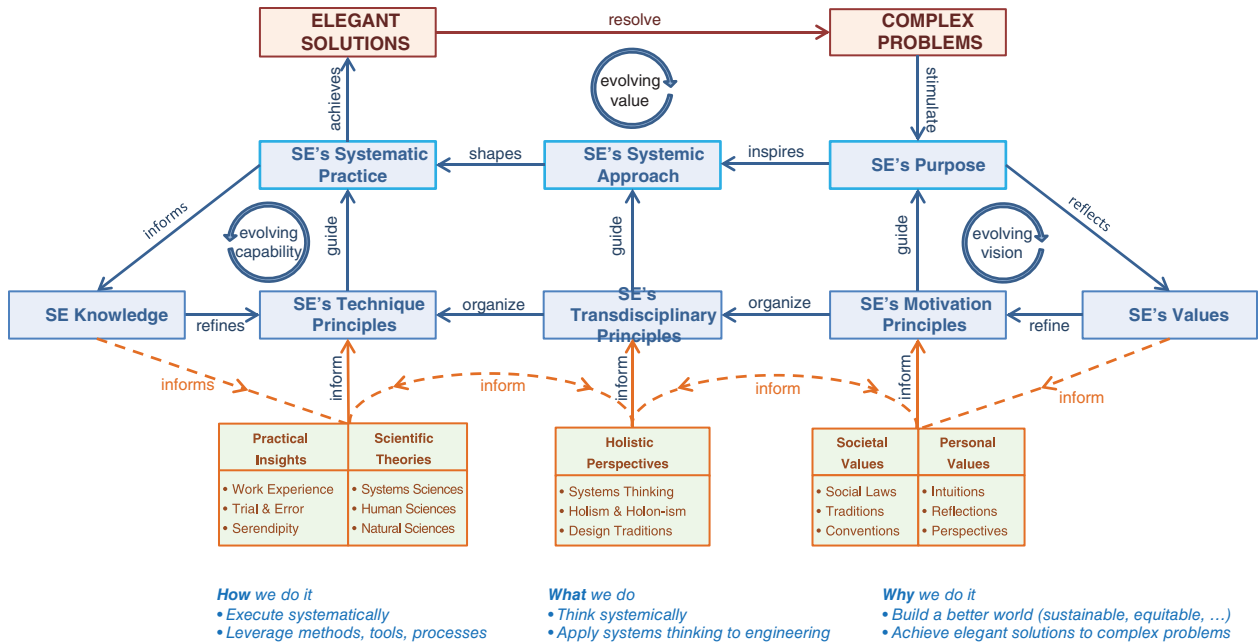 ELEGANT
SOLUTIONS
resolve
COMPLEX
PROBLEMS
achieves
evolving
value
stimulate
SE's Systematic
Practice
shapes
SE's Systemic
Approach
inspires
SE's Purpose
informs
evolving
capability
guide
guide
guide
evolving
vision
reflects
SE Knowledge
refines
SE's Technique
Principles
organize
SE's
Transdisciplinary
Principles
organize
SE's Motivation
Principles
refine
SE's Values
informs
inform
inform
inform
inform
inform
inform
Practical
Insights
• Work Experience
• Trial & Error
• Serendipity
Scientific
Theories
• Systems Sciences
• Human Sciences
• Natural Sciences
Holistic
Perspectives
• Systems Thinking
• Holism & Holon-ism
• Design Traditions
Societal
Values
• Social Laws
• Traditions
• Conventions
Personal
Values
• Intuitions
• Reflections
• Perspectives
How we do it
• Execute systematically
• Leverage methods, tools, processes
What we do
• Think systemically
• Apply systems thinking to engineering
Why we do it
• Build a better world (sustainable, equitable, …)
• Achieve elegant solutions to complex problems